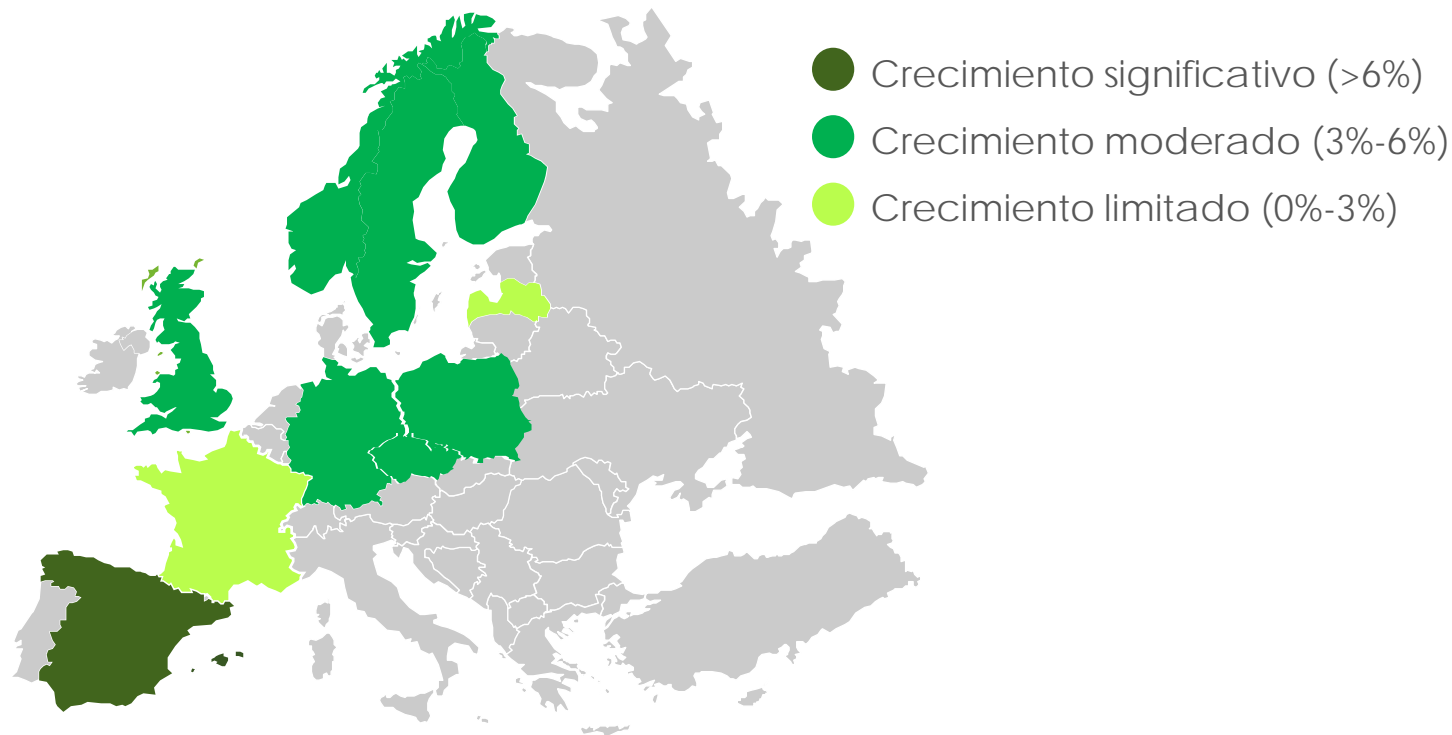 Crecimiento significativo (>6%)
Crecimiento moderado (3%-6%)
Crecimiento limitado (0%-3%)